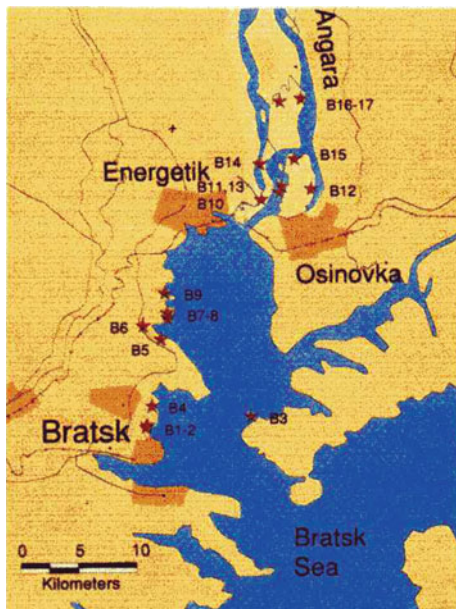 Angara
B16-17
B14
B15
Energetik
B11,13
B12
B10
Osinovka
B9
B7-8
B6
B5
B4
B3
Bratsk
B1-2
Bratsk
Sea
0 5 10
Kilometers